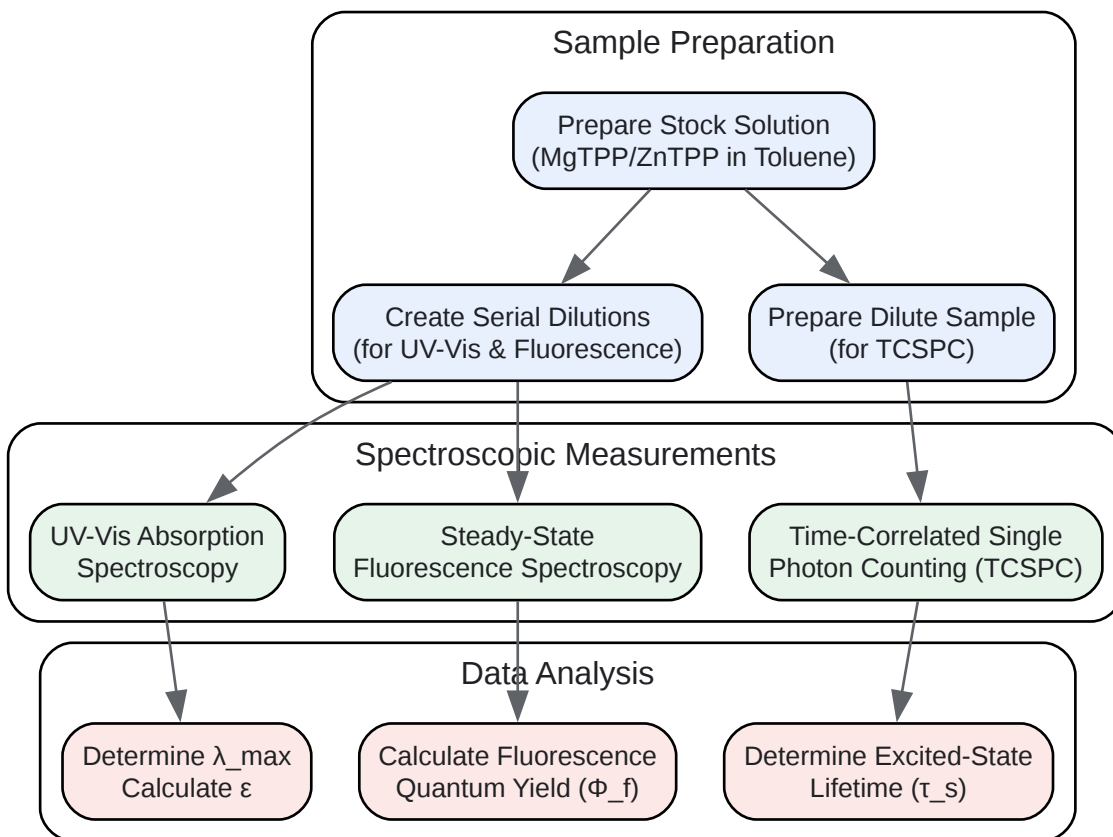 Sample Preparation
Prepare Stock Solution
(MgTPP/ZnTPP in Toluene)
Create Serial Dilutions
(for UV-Vis & Fluorescence)
Prepare Dilute Sample
(for TCSPC)
Spectroscopic Measurements
UV-Vis Absorption
Spectroscopy
Steady-State
Fluorescence Spectroscopy
Time-Correlated Single
Photon Counting (TCSPC)
Data Analysis
Determine λ_max
Calculate ε
Calculate Fluorescence
Quantum Yield (Φ_f)
Determine Excited-State
Lifetime (τ_s)